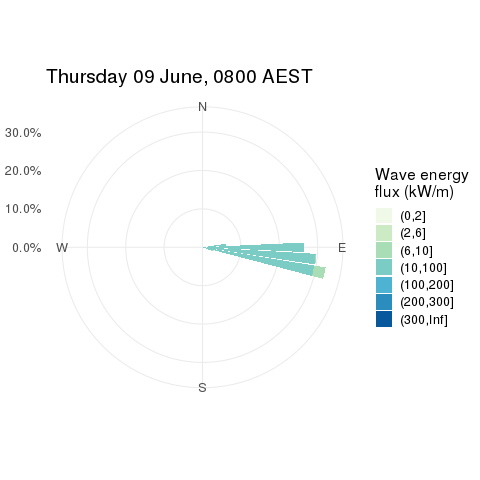 Thursday 09 June, 0800 AEST
N
30.0%
20.0%
10.0%
0.0%
W
E
S
Wave energy
flux (kW/m)
(0,2]
(2,6]
(6,10]
(10,100]
(100,200]
(200,300]
(300,Inf]